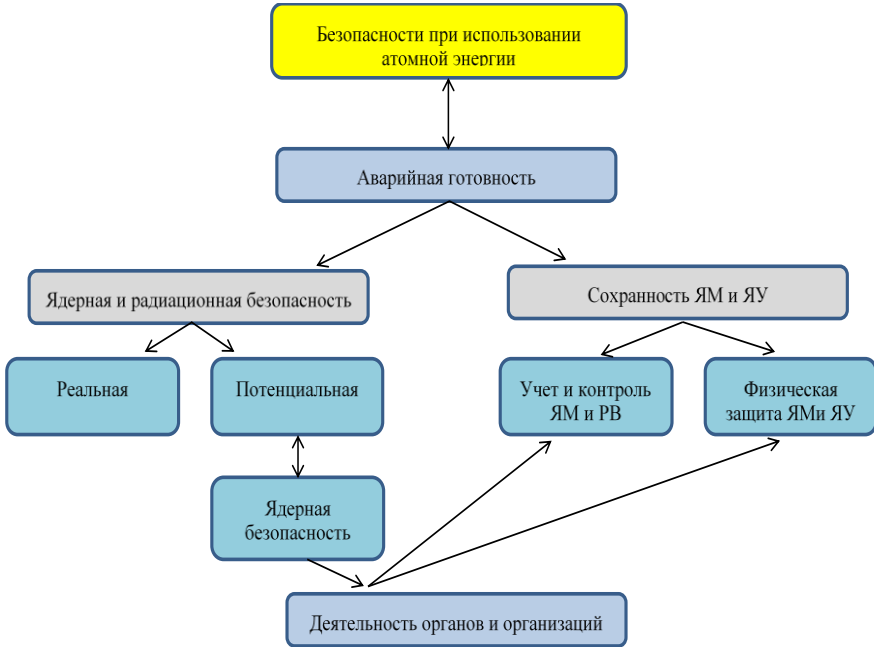 Безопасности при использовании
атомной энергии
Аварийная готовность
Ядерная и радиационная безопасность
Сохранность ЯМ и ЯУ
Реальная
Потенциальная
Учет и контроль
ЯМ и РВ
Физическая
защита ЯМи ЯУ
Ядерная
безопасность
Деятельность органов и организаций